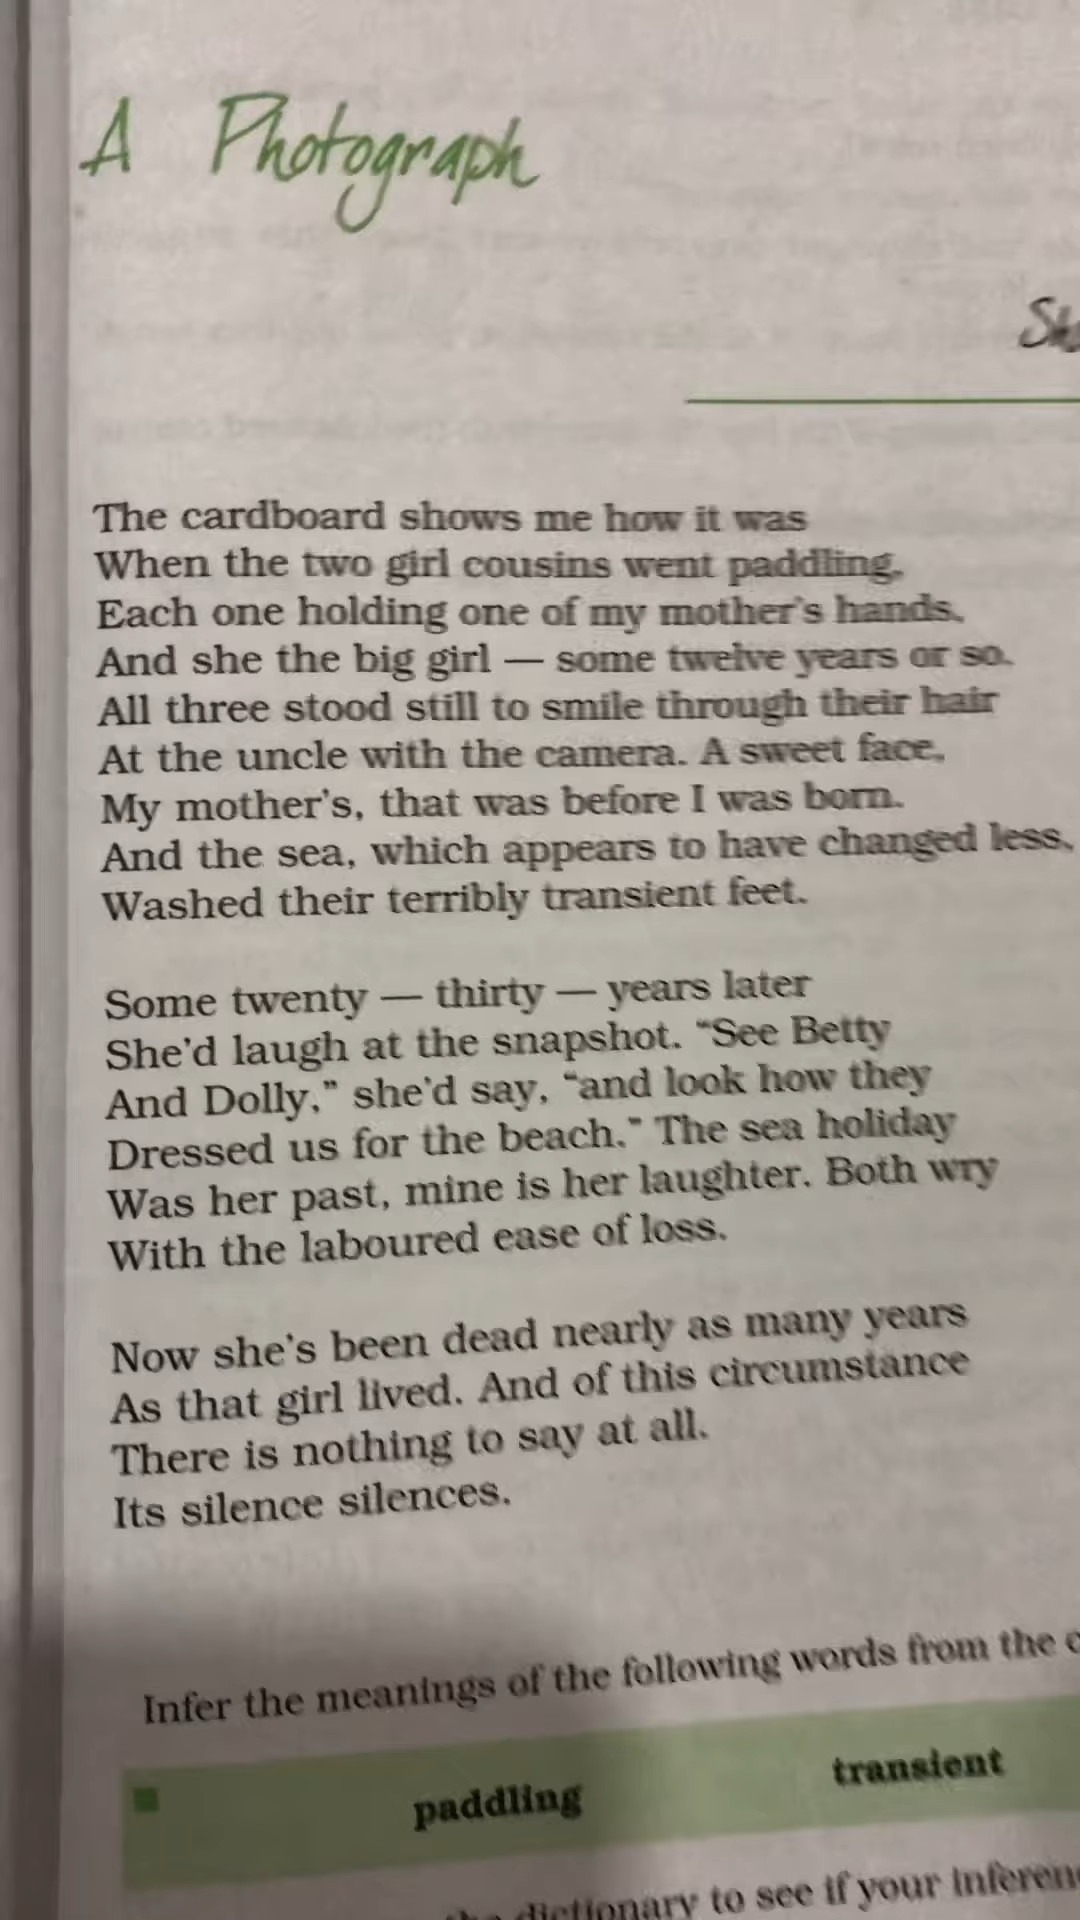 A Photograph
The cardboard shows me how it was
When the two girl cousins went paddling,
Each one holding one of my mother's hands,
And she the big girl — some twelve years or so.
All three stood still to smile through their hair
At the uncle with the camera. A sweet face,
My mother's, that was before I was born.
And the sea, which appears to have changed less,
Washed their terribly transient feet.
Some twenty — thirty — years later
She'd laugh at the snapshot. “See Betty
And Dolly,” she'd say, “and look how they
Dressed us for the beach.” The sea holiday
Was her past, mine is her laughter. Both wry
With the laboured ease of loss.
Now she's been dead nearly as many years
As that girl lived. And of this circumstance
There is nothing to say at all.
Its silence silences.
Infer the meanings of the following words from the
paddling transient
dictionary to see if your